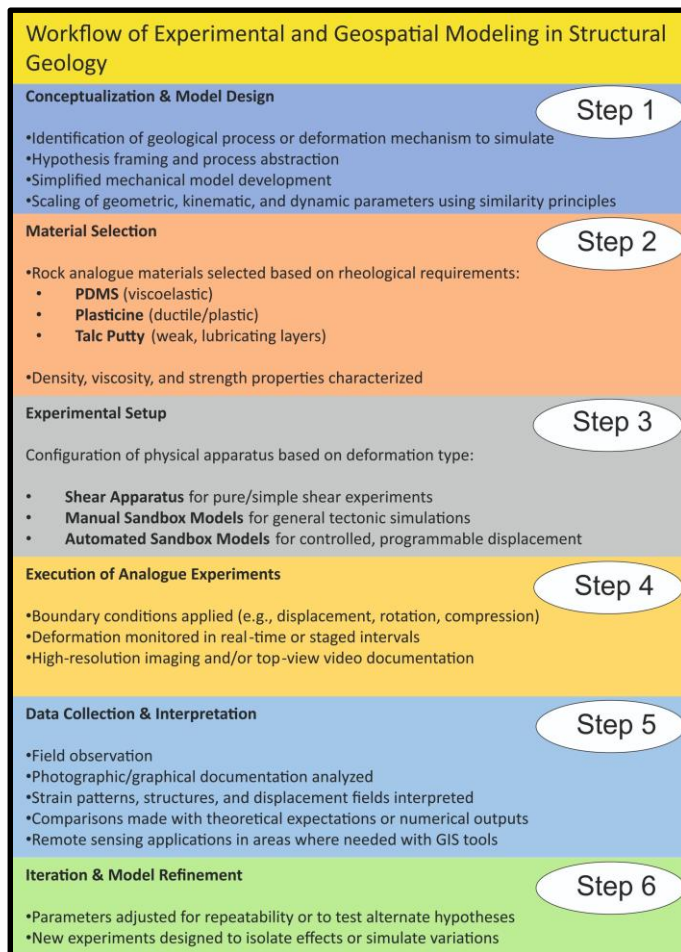 Workflow of Experimental and Geospatial Modeling in Structural
Geology
Conceptualization & Model Design
Step 1
•Identification of geological process or deformation mechanism to simulate
•Hypothesis framing and process abstraction
•Simplified mechanical model development
•Scaling of geometric, kinematic, and dynamic parameters using similarity principles
Material Selection
Step 2
•Rock analogue materials selected based on rheological requirements:
• PDMS (viscoelastic)
• Plasticine (ductile/plastic)
• Talc Putty (weak, lubricating layers)
•Density, viscosity, and strength properties characterized
Experimental Setup
Step 3
Configuration of physical apparatus based on deformation type:
• Shear Apparatus for pure/simple shear experiments
• Manual Sandbox Models for general tectonic simulations
• Automated Sandbox Models for controlled, programmable displacement
Execution of Analogue Experiments
Step 4
•Boundary conditions applied (e.g., displacement, rotation, compression)
•Deformation monitored in real-time or staged intervals
•High-resolution imaging and/or top-view video documentation
Data Collection & Interpretation
Step 5
•Field observation
•Photographic/graphical documentation analyzed
•Strain patterns, structures, and displacement fields interpreted
•Comparisons made with theoretical expectations or numerical outputs
•Remote sensing applications in areas where needed with GIS tools
Iteration & Model Refinement
Step 6
•Parameters adjusted for repeatability or to test alternate hypotheses
•New experiments designed to isolate effects or simulate variations